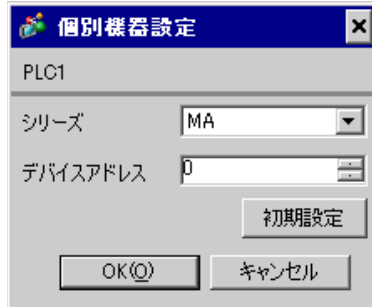 個別機器設定
PLC1
シリーズ MA
デバイスアドレス 0
初期設定
OK(O) キャンセル